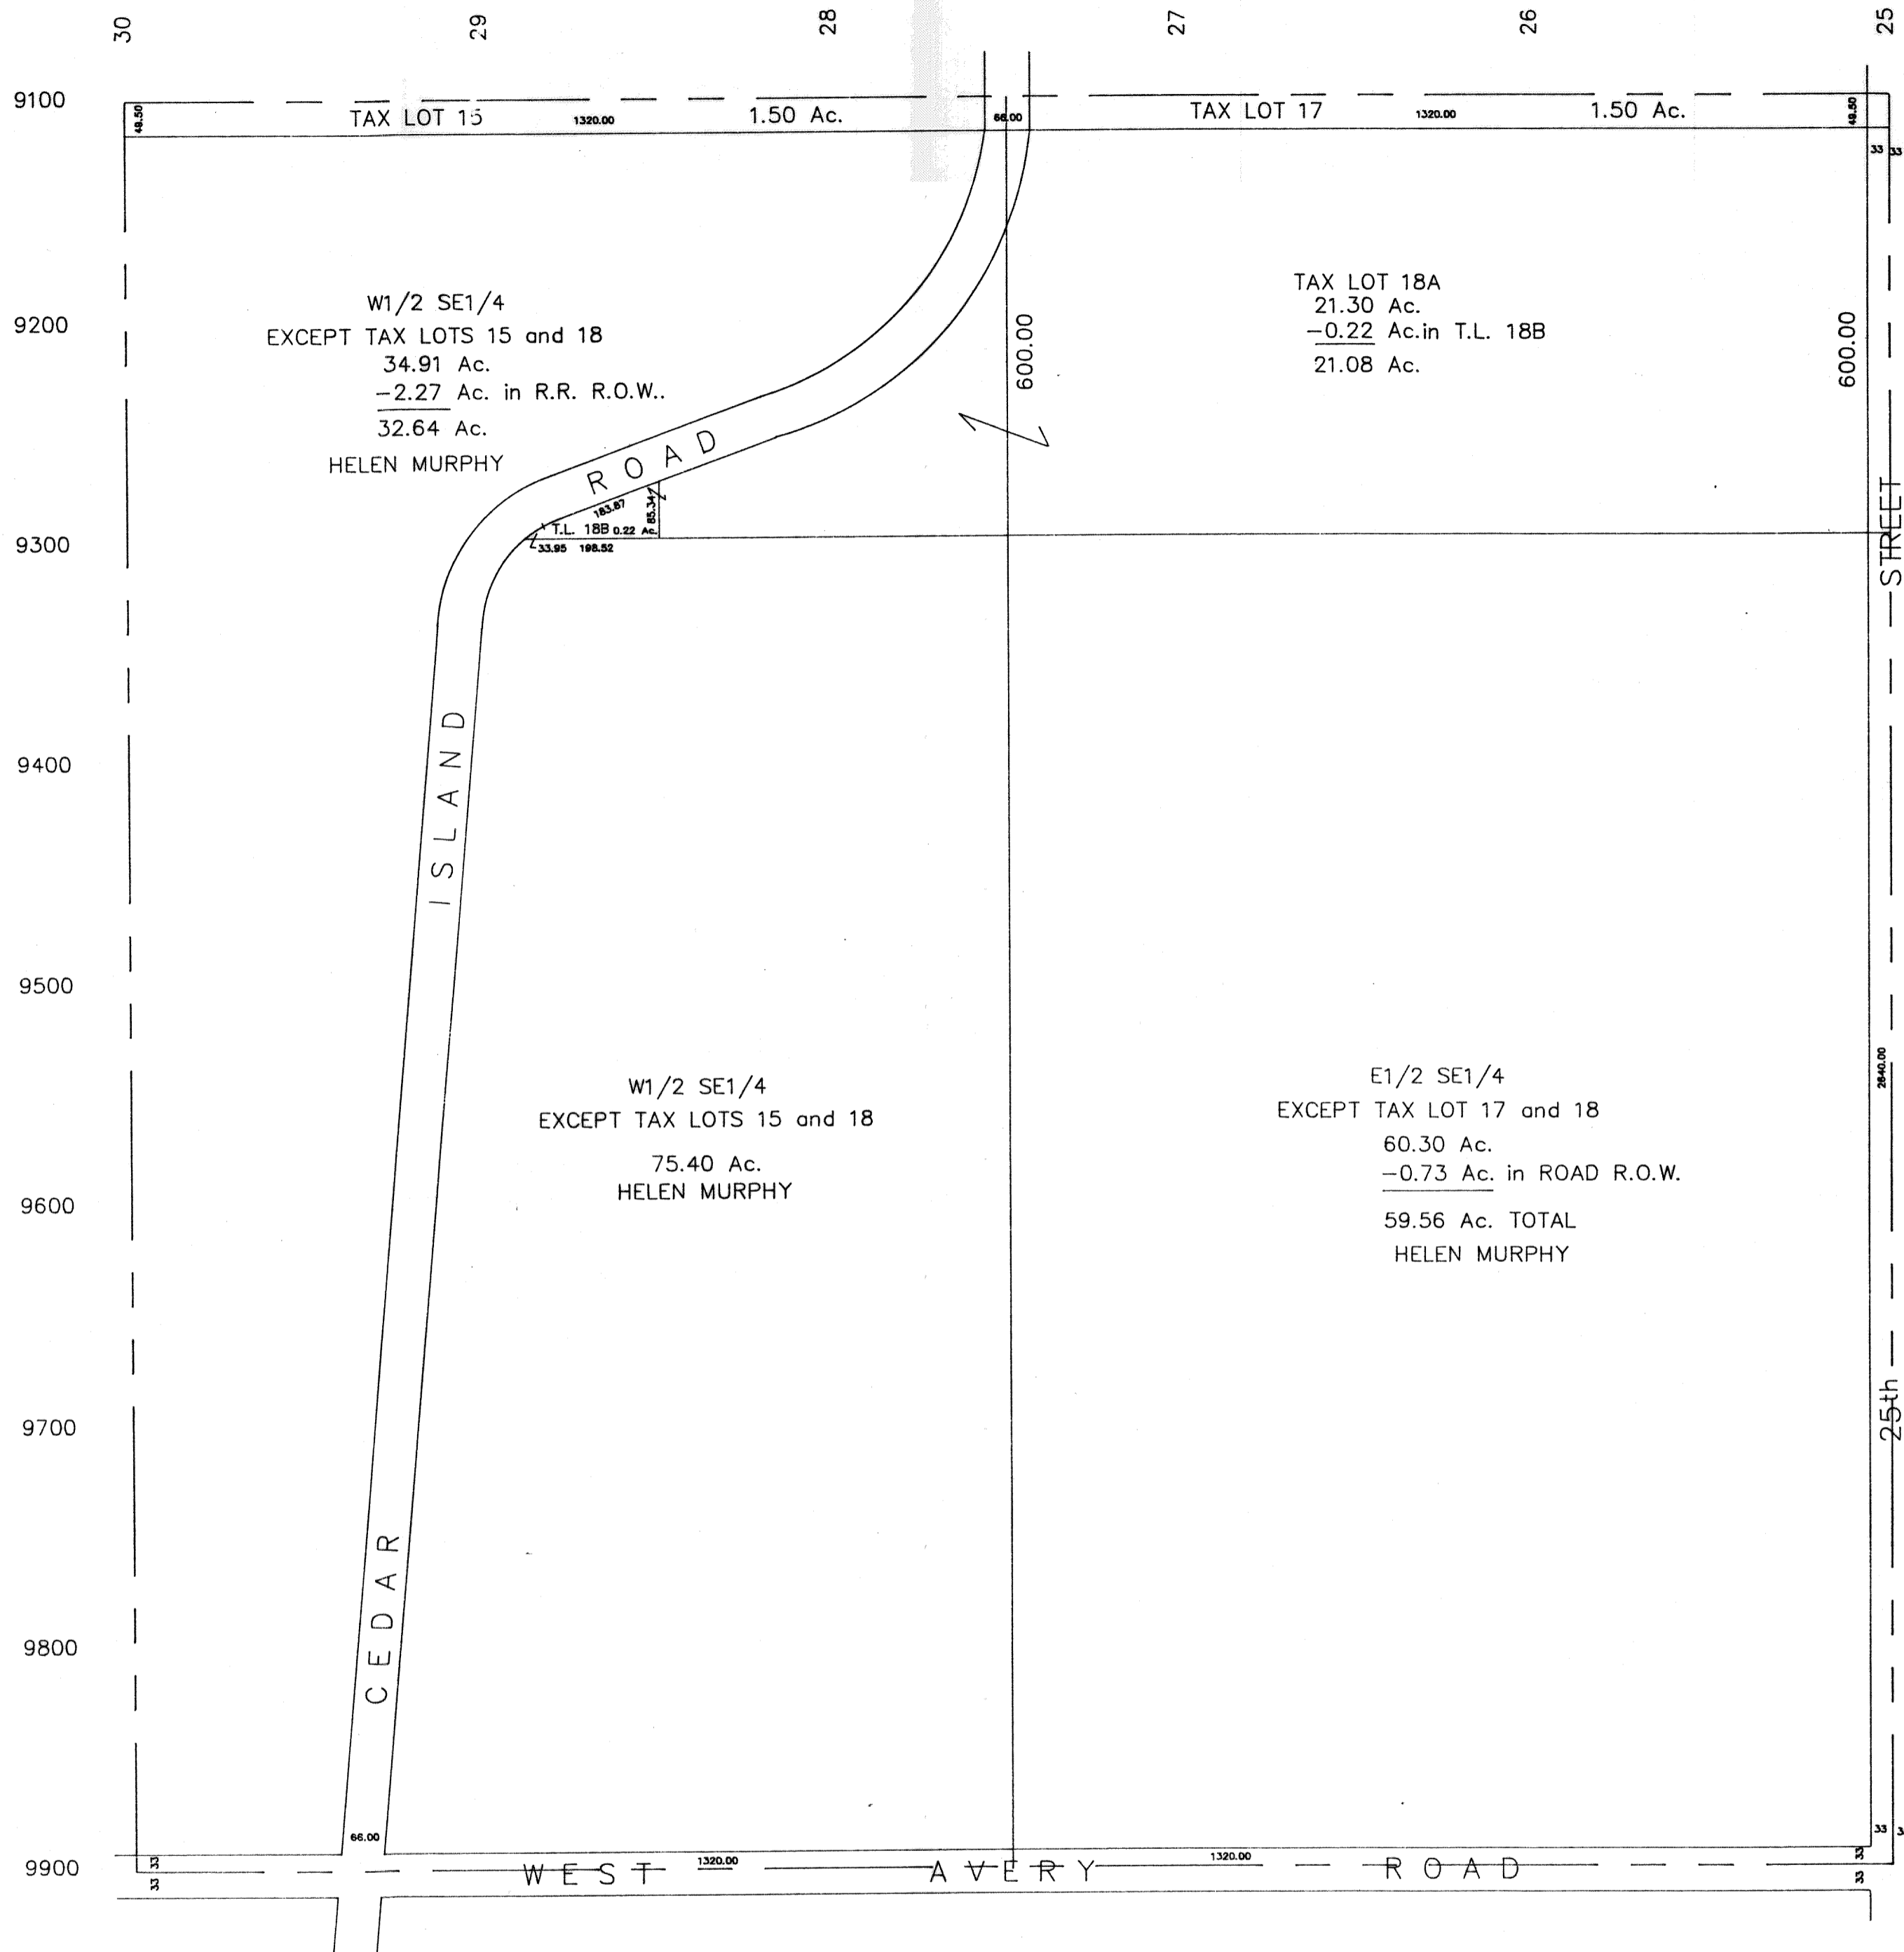 30
29
28
27
26
25
9100
9200
9300
9400
9500
9600
9700
9800
9900
49.50
TAX LOT 15
1320.00
1.50 Ac.
66.00
TAX LOT 17
1320.00
1.50 Ac.
49.50
33 33
W1/2 SE1/4
EXCEPT TAX LOTS 15 and 18
34.91 Ac.
-2.27 Ac. in R.R. R.O.W..
32.64 Ac.
HELEN MURPHY
TAX LOT 18A
21.30 Ac.
-0.22 Ac.in T.L. 18B
21.08 Ac.
600.00
600.00
ROAD
183.87
85.34
T.L. 18B 0.22 Ac.
33.95 198.52
STREET
ISLAND
W1/2 SE1/4
EXCEPT TAX LOTS 15 and 18
75.40 Ac.
HELEN MURPHY
E1/2 SE1/4
EXCEPT TAX LOT 17 and 18
60.30 Ac.
-0.73 Ac. in ROAD R.O.W.
59.56 Ac. TOTAL
HELEN MURPHY
2640.00
25th
CEDAR
66.00
33
33
33
33
33
33
WEST
1320.00
AVERY
1320.00
ROAD